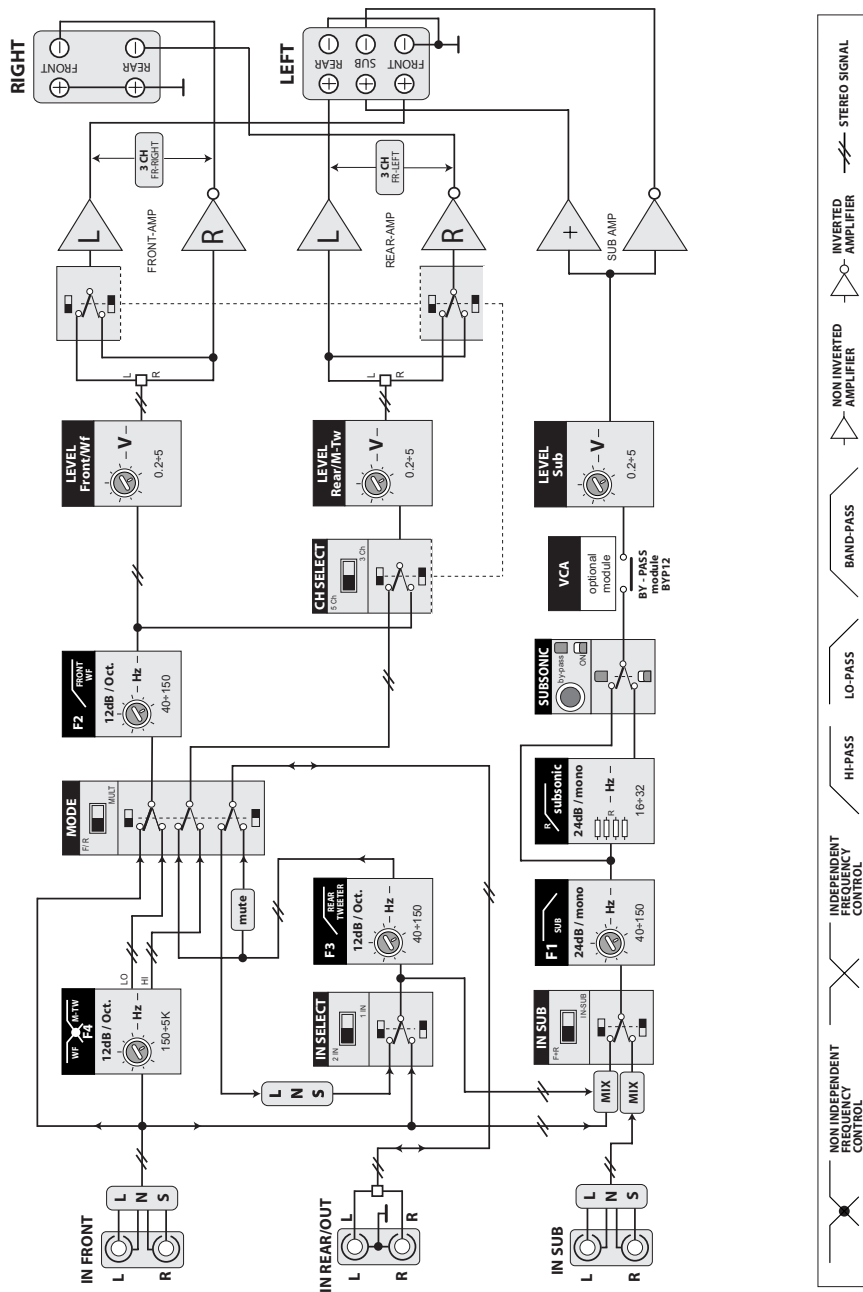 IN FRONT
L
R
L
N
S
WF
M-TW
F4
12dB / Oct.
Hz
150÷5K
LO
HI
MODE
F/ R
MULT
F2
FRONT
WF
12dB / Oct.
Hz
40÷150
LEVEL
Front/Wf
V
0.2÷5
L
R
L
R
FRONT-AMP
3 CH
FR-RIGHT
RIGHT
FRONT
REAR
mute
IN REAR/OUT
L
R
L
R
L
N
S
IN SELECT
2 IN
1 IN
F3
REAR
TWEETER
12dB / Oct.
Hz
40÷150
CH SELECT
5 Ch
3 Ch
LEVEL
Rear/M-Tw
V
0.2÷5
L
R
L
R
REAR-AMP
3 CH
FR-LEFT
LEFT
REAR
SUB
FRONT
IN SUB
L
R
L
N
S
MIX
MIX
IN SUB
F+R
IN-SUB
F1
SUB
24dB / mono
Hz
40÷150
R
subsonic
24dB / mono
R
Hz
16÷32
SUBSONIC
by-pass
ON
VCA
optional
module
BY - PASS
module
BYP12
LEVEL
Sub
V
0.2÷5
SUB AMP
NON INDEPENDENT
FREQUENCY
CONTROL
INDEPENDENT
FREQUENCY
CONTROL
HI-PASS
LO-PASS
BAND-PASS
NON INVERTED
AMPLIFIER
INVERTED
AMPLIFIER
STEREO SIGNAL